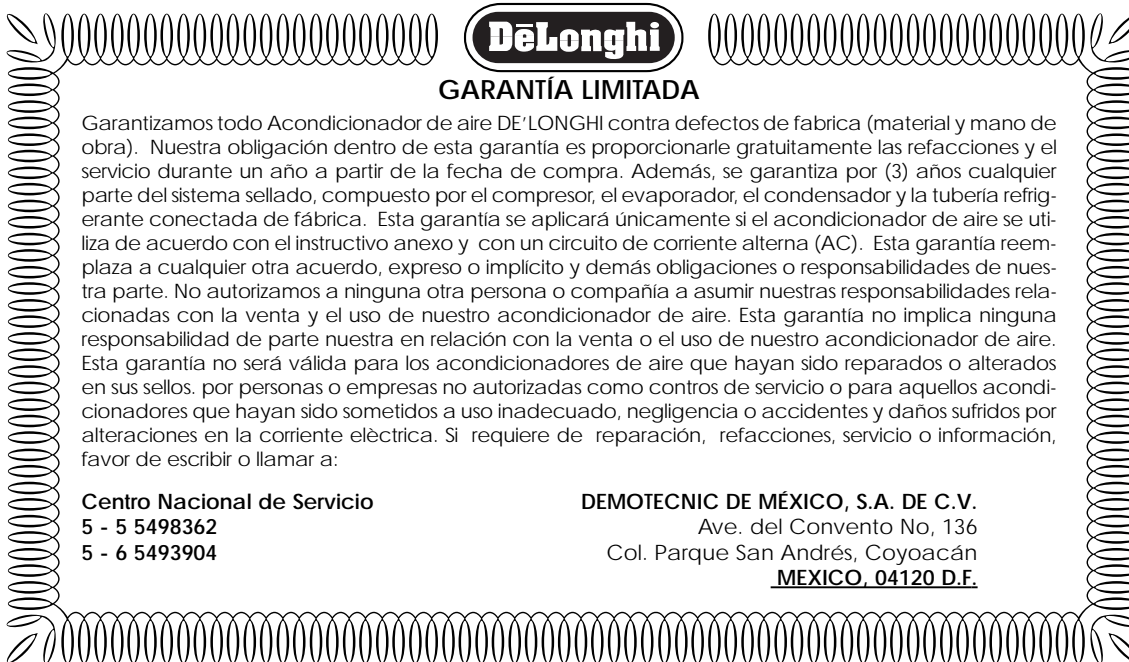 DēLonghi
GARANTÍA LIMITADA
Garantizamos todo Acondicionador de aire DE'LONGHI contra defectos de fabrica (material y mano de
obra). Nuestra obligación dentro de esta garantía es proporcionarle gratuitamente las refacciones y el
servicio durante un año a partir de la fecha de compra. Además, se garantiza por (3) años cualquier
parte del sistema sellado, compuesto por el compresor, el evaporador, el condensador y la tubería refrig-
erante conectada de fábrica. Esta garantía se aplicará únicamente si el acondicionador de aire se uti-
liza de acuerdo con el instructivo anexo y con un circuito de corriente alterna (AC). Esta garantía reem-
plaza a cualquier otra acuerdo, expreso o implícito y demás obligaciones o responsabilidades de nues-
tra parte. No autorizamos a ninguna otra persona o compañía a asumir nuestras responsabilidades rela-
cionadas con la venta y el uso de nuestro acondicionador de aire. Esta garantía no implica ninguna
responsabilidad de parte nuestra en relación con la venta o el uso de nuestro acondicionador de aire.
Esta garantía no será válida para los acondicionadores de aire que hayan sido reparados o alterados
en sus sellos. por personas o empresas no autorizadas como contros de servicio o para aquellos acondi-
cionadores que hayan sido sometidos a uso inadecuado, negligencia o accidentes y daños sufridos por
alteraciones en la corriente elèctrica. Si requiere de reparación, refacciones, servicio o información,
favor de escribir o llamar a:
Centro Nacional de Servicio
5 - 5 5498362
5 - 6 5493904
DEMOTECNIC DE MÉXICO, S.A. DE C.V.
Ave. del Convento No, 136
Col. Parque San Andrés, Coyoacán
MEXICO, 04120 D.F.